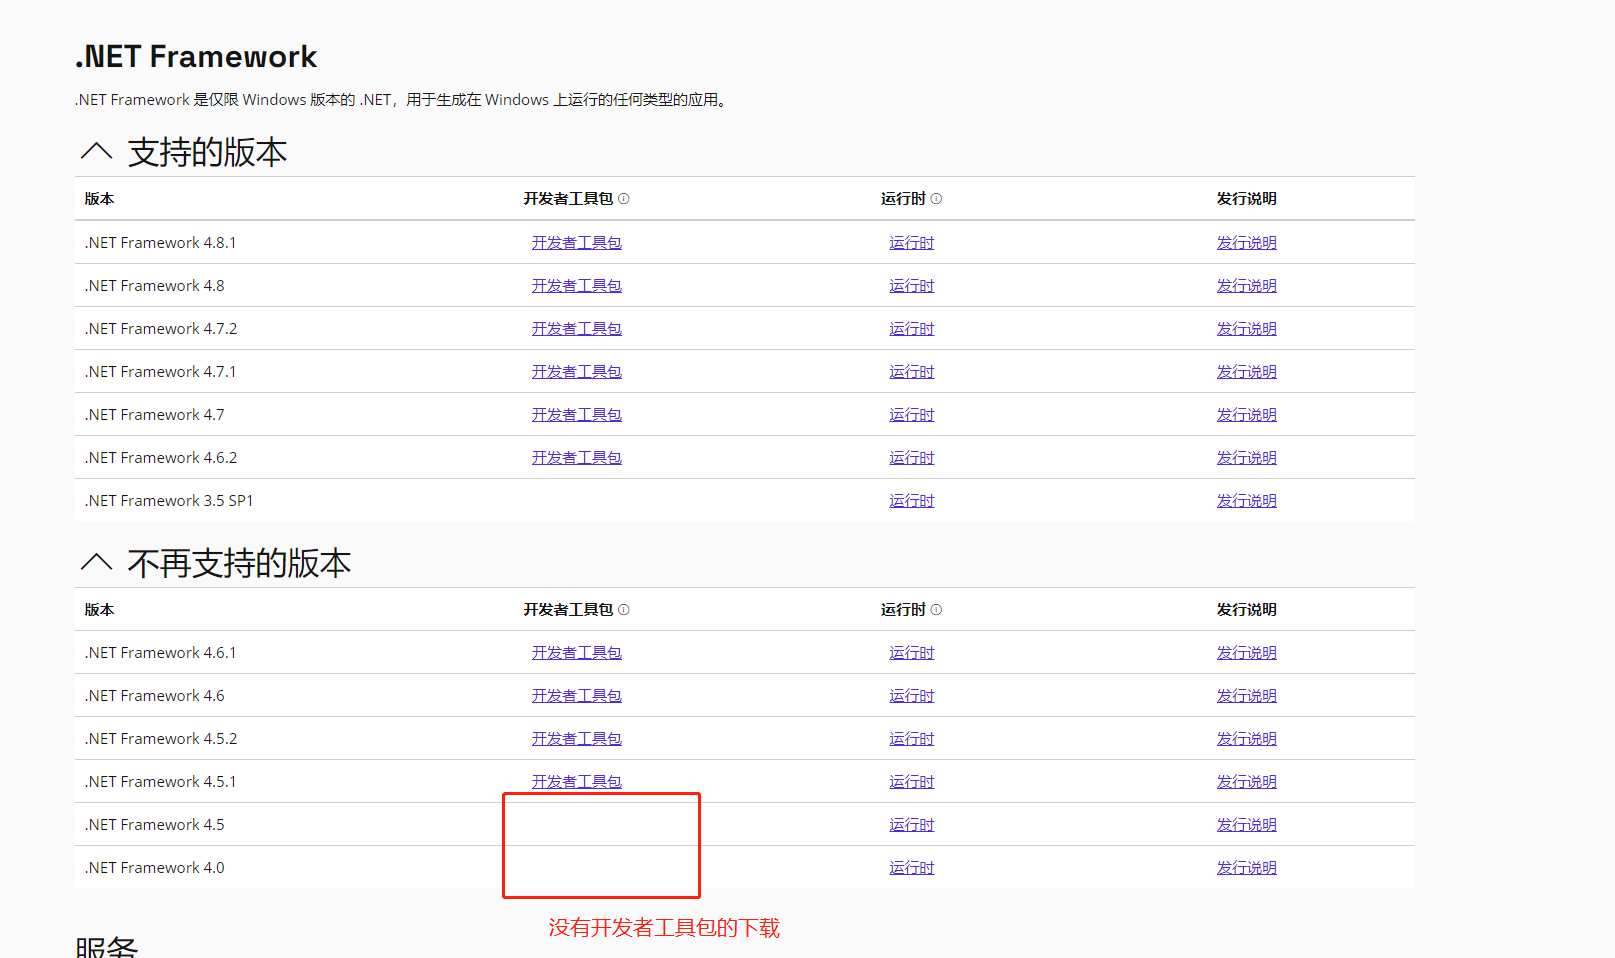 .NET Framework
.NET Framework 是仅限 Windows 版本的 .NET，用于生成在 Windows 上运行的任何类型的应用。
支持的版本
版本 开发者工具包 运行时 发行说明
.NET Framework 4.8.1 开发者工具包 运行时 发行说明
.NET Framework 4.8 开发者工具包 运行时 发行说明
.NET Framework 4.7.2 开发者工具包 运行时 发行说明
.NET Framework 4.7.1 开发者工具包 运行时 发行说明
.NET Framework 4.7 开发者工具包 运行时 发行说明
.NET Framework 4.6.2 开发者工具包 运行时 发行说明
.NET Framework 3.5 SP1 运行时 发行说明
不再支持的版本
版本 开发者工具包 运行时 发行说明
.NET Framework 4.6.1 开发者工具包 运行时 发行说明
.NET Framework 4.6 开发者工具包 运行时 发行说明
.NET Framework 4.5.2 开发者工具包 运行时 发行说明
.NET Framework 4.5.1 开发者工具包 运行时 发行说明
.NET Framework 4.5 运行时 发行说明
.NET Framework 4.0 运行时 发行说明
没有开发者工具包的下载
服务